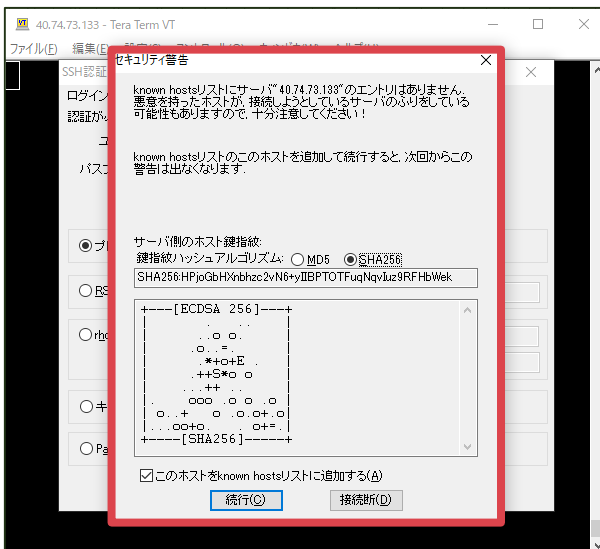 40.74.73.133 - Tera Term VT
ファイル(F) 編集(E)
SSH認証
セキュリティ警告
ログイン
認証が
ユ
パスフ
プ
RS
rho
キ
Pa
known hostsリストにサーバ"40.74.73.133"のエントリはありません.
悪意を持ったホストが, 接続しようとしているサーバのふりをしている
可能性もありますので, 十分注意してください！
known hostsリストのこのホストを追加して続行すると, 次回からこの
警告は出なくなります.
サーバ側のホスト鍵指紋:
鍵指紋ハッシュアルゴリズム: MD5 SHA256
SHA256:HPjoGbHXnbhzc2vN6+yIIBPTOTFuqNqvIuz9RFHbWek
+---[ECDSA 256]---+
|       .   ..    |
|      ..o o.     |
|     .o..=.      |
|      .*+o+E .   |
|     .++S*o o    |
|    ...++ ..     |
|.    ooo .o o .o |
| o..+   o .o.o+.o|
|...oo+o.   . o+=.|
+----[SHA256]-----+
このホストをknown hostsリストに追加する(A)
続行(C) 接続断(D)